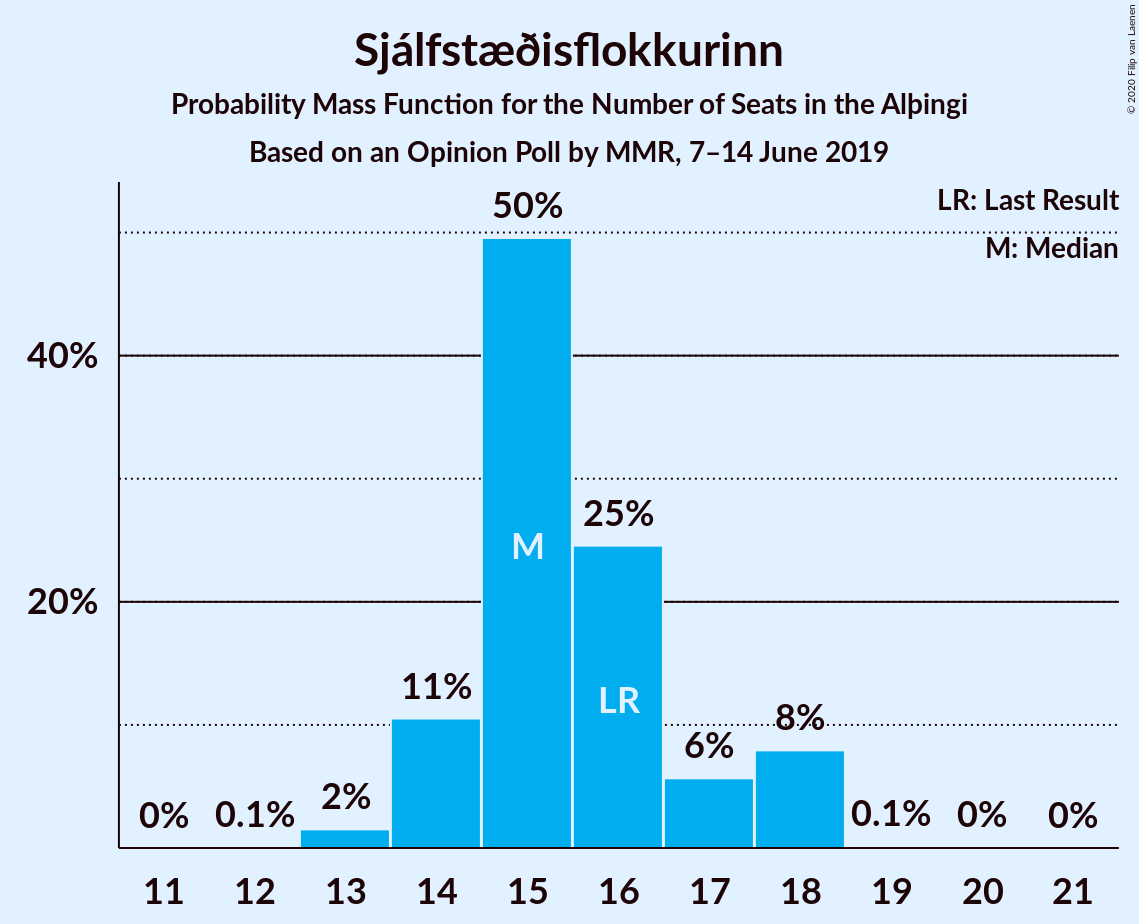 Sjálfstæðisflokkurinn
Probability Mass Function for the Number of Seats in the Alþingi
Based on an Opinion Poll by MMR, 7–14 June 2019
© 2020 Filip van Laenen
LR: Last Result
M: Median
50%
40%
25%
M
20%
11%
LR
8%
6%
2%
0%
0.1%
0.1%
0%
0%
11 12 13 14 15 16 17 18 19 20 21